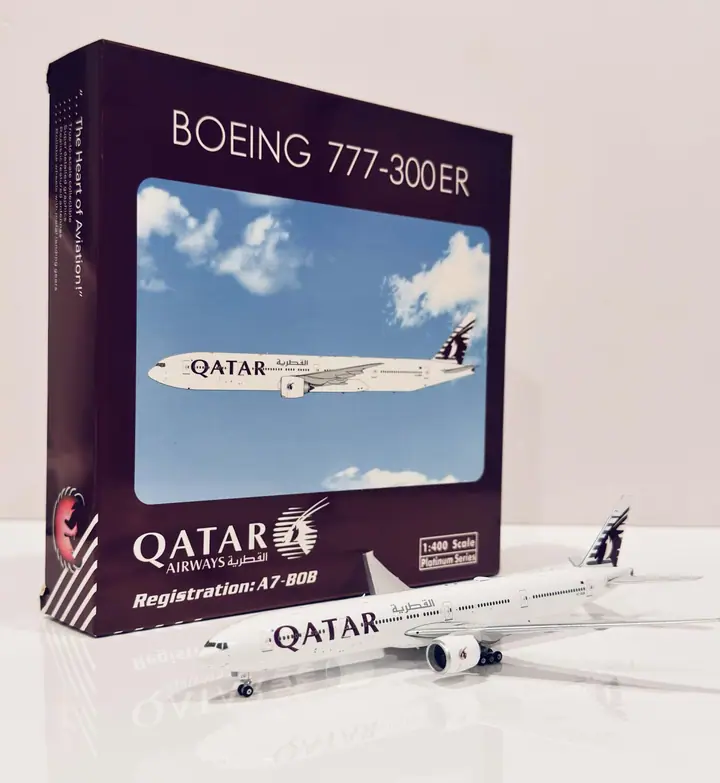 BOEING 777-300ER
"...The Heart of Aviation!"
QATAR
القطرية
QATAR
AIRWAYS القطرية
Registration: A7-BOB
1:400 Scale
Platinum Series
QATAR
القطرية